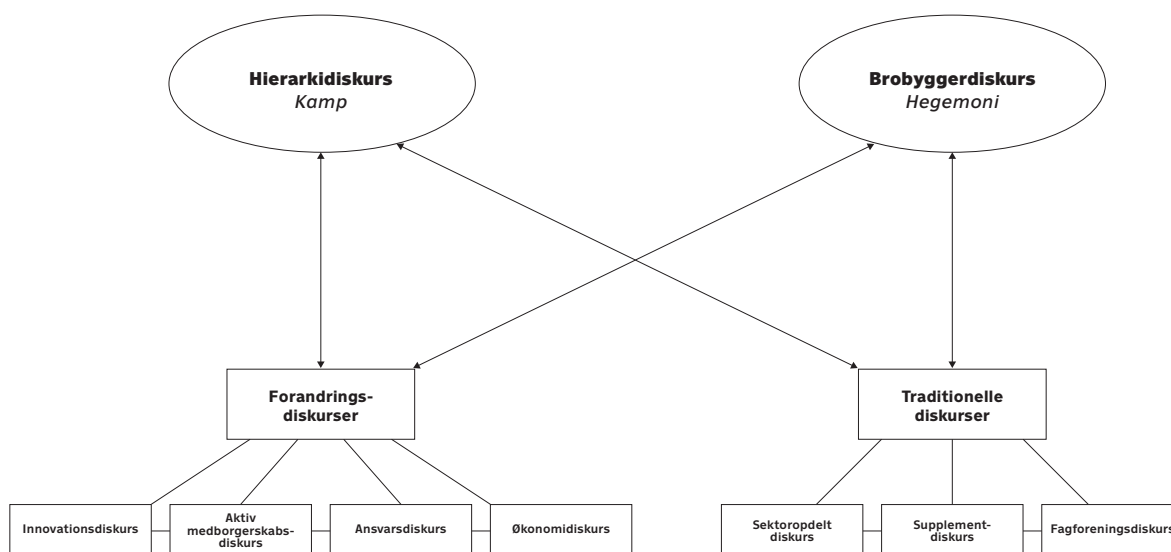 Hierarkidiskurs
Kamp
Brobyggerdiskurs
Hegemoni
Forandrings-
diskurser
Traditionelle
diskurser
Innovationsdiskurs
Aktiv
medborgerskabs-
diskurs
Ansvarsdiskurs
Økonomidiskurs
Sektoropdelt
diskurs
Supplement-
diskurs
Fagforeningsdiskurs